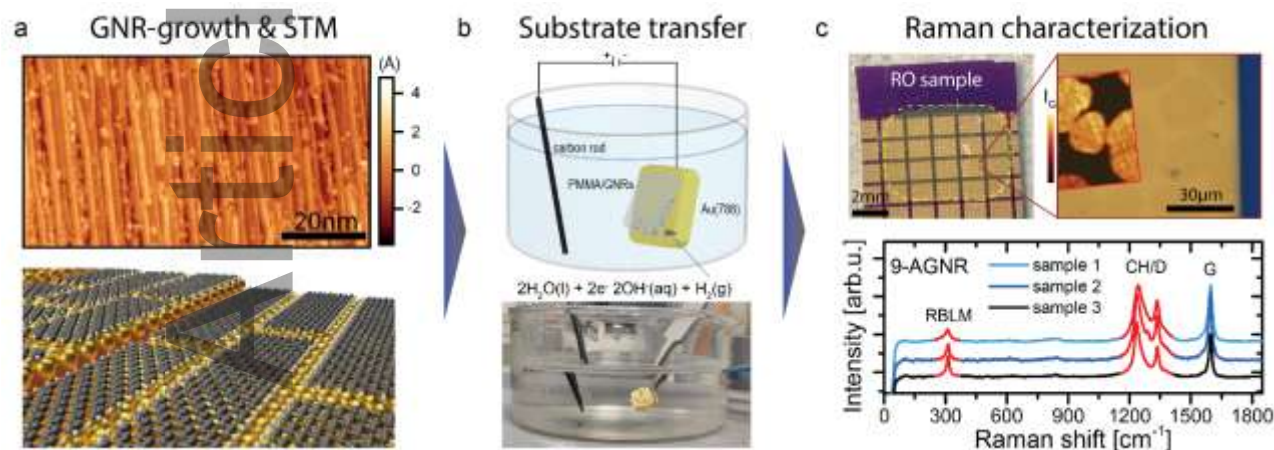 a GNR-growth & STM
(A)
4
2
0
-2
20nm
Artic
b Substrate transfer
+ -
carbon rod
PMMA/GNRs
Au(788)
2H₂O(l) + 2e⁻ 2OH⁻(aq) + H₂(g)
c Raman characterization
RO sample
2mm
I_G
30µm
9-AGNR
sample 1
sample 2
sample 3
RBLM
CH/D
G
Intensity [arb.u.]
0 300 600 900 1200 1500 1800
Raman shift [cm⁻¹]